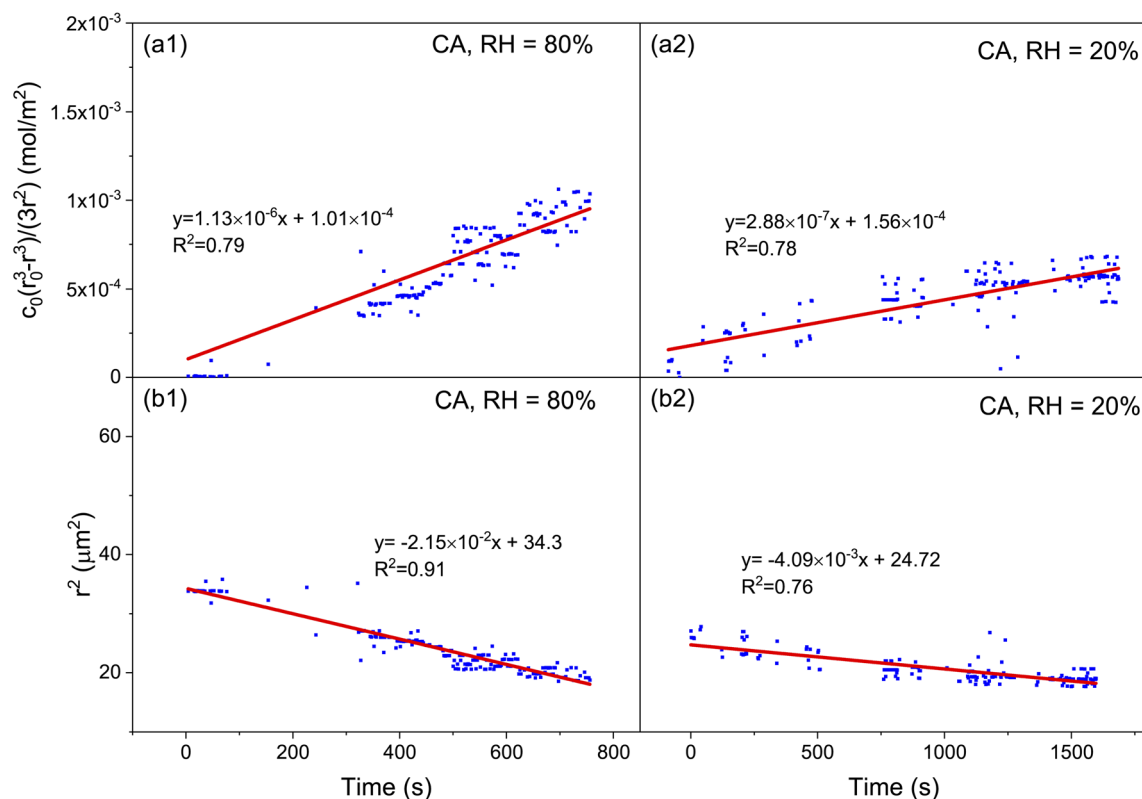 (a1)
CA, RH = 80%
(a2)
CA, RH = 20%
2x10⁻³
1.5x10⁻³
1x10⁻³
5x10⁻⁴
0
c₀(r₀³-r³)/(3r²) (mol/m²)
y=1.13×10⁻⁶x + 1.01×10⁻⁴
R²=0.79
y=2.88×10⁻⁷x + 1.56×10⁻⁴
R²=0.78
(b1)
CA, RH = 80%
(b2)
CA, RH = 20%
60
40
20
r² (μm²)
y= -2.15×10⁻²x + 34.3
R²=0.91
y= -4.09×10⁻³x + 24.72
R²=0.76
0 200 400 600 800
0 500 1000 1500
Time (s)
Time (s)